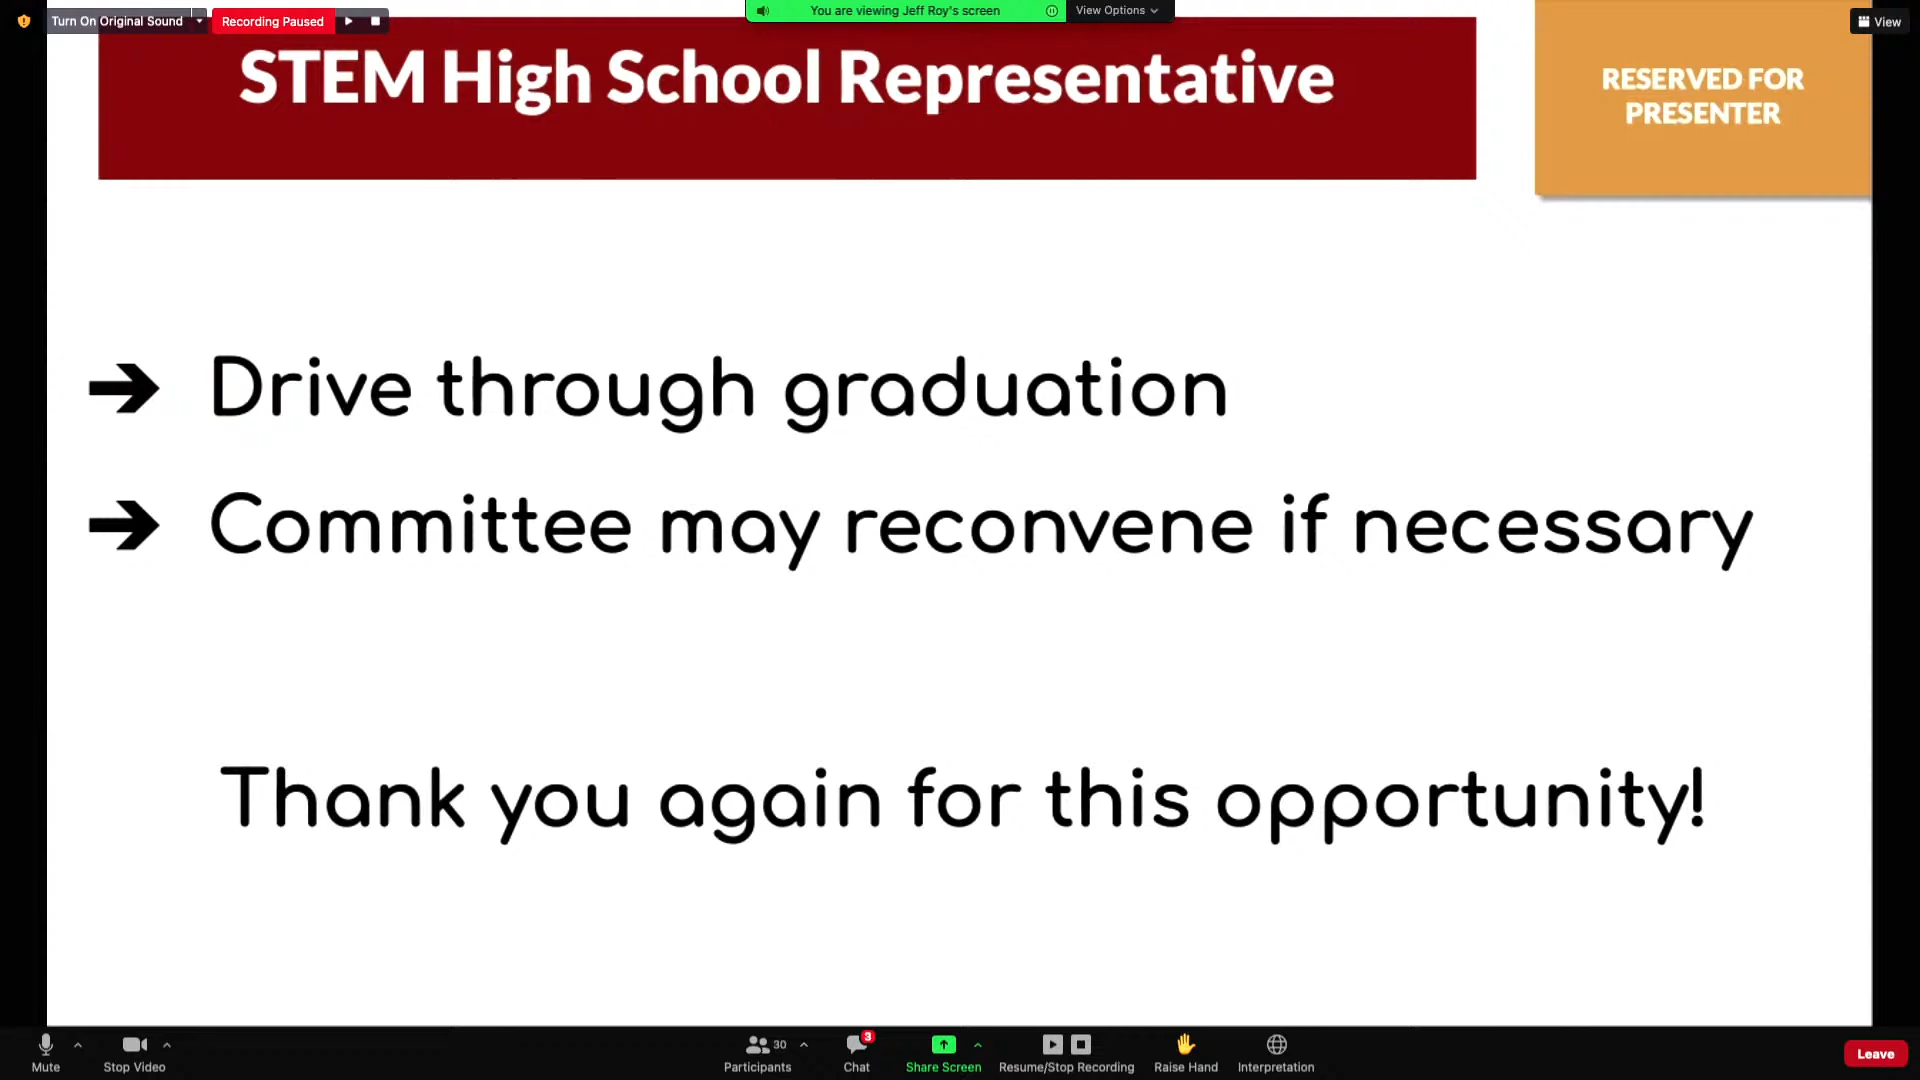 Turn On Original Sound
Recording Paused
You are viewing Jeff Roy's screen
View Options
View
STEM High School Representative
RESERVED FOR
PRESENTER
➔ Drive through graduation
➔ Committee may reconvene if necessary
Thank you again for this opportunity!
Mute
Stop Video
30
Participants
3
Chat
Share Screen
Resume/Stop Recording
Raise Hand
Interpretation
Leave